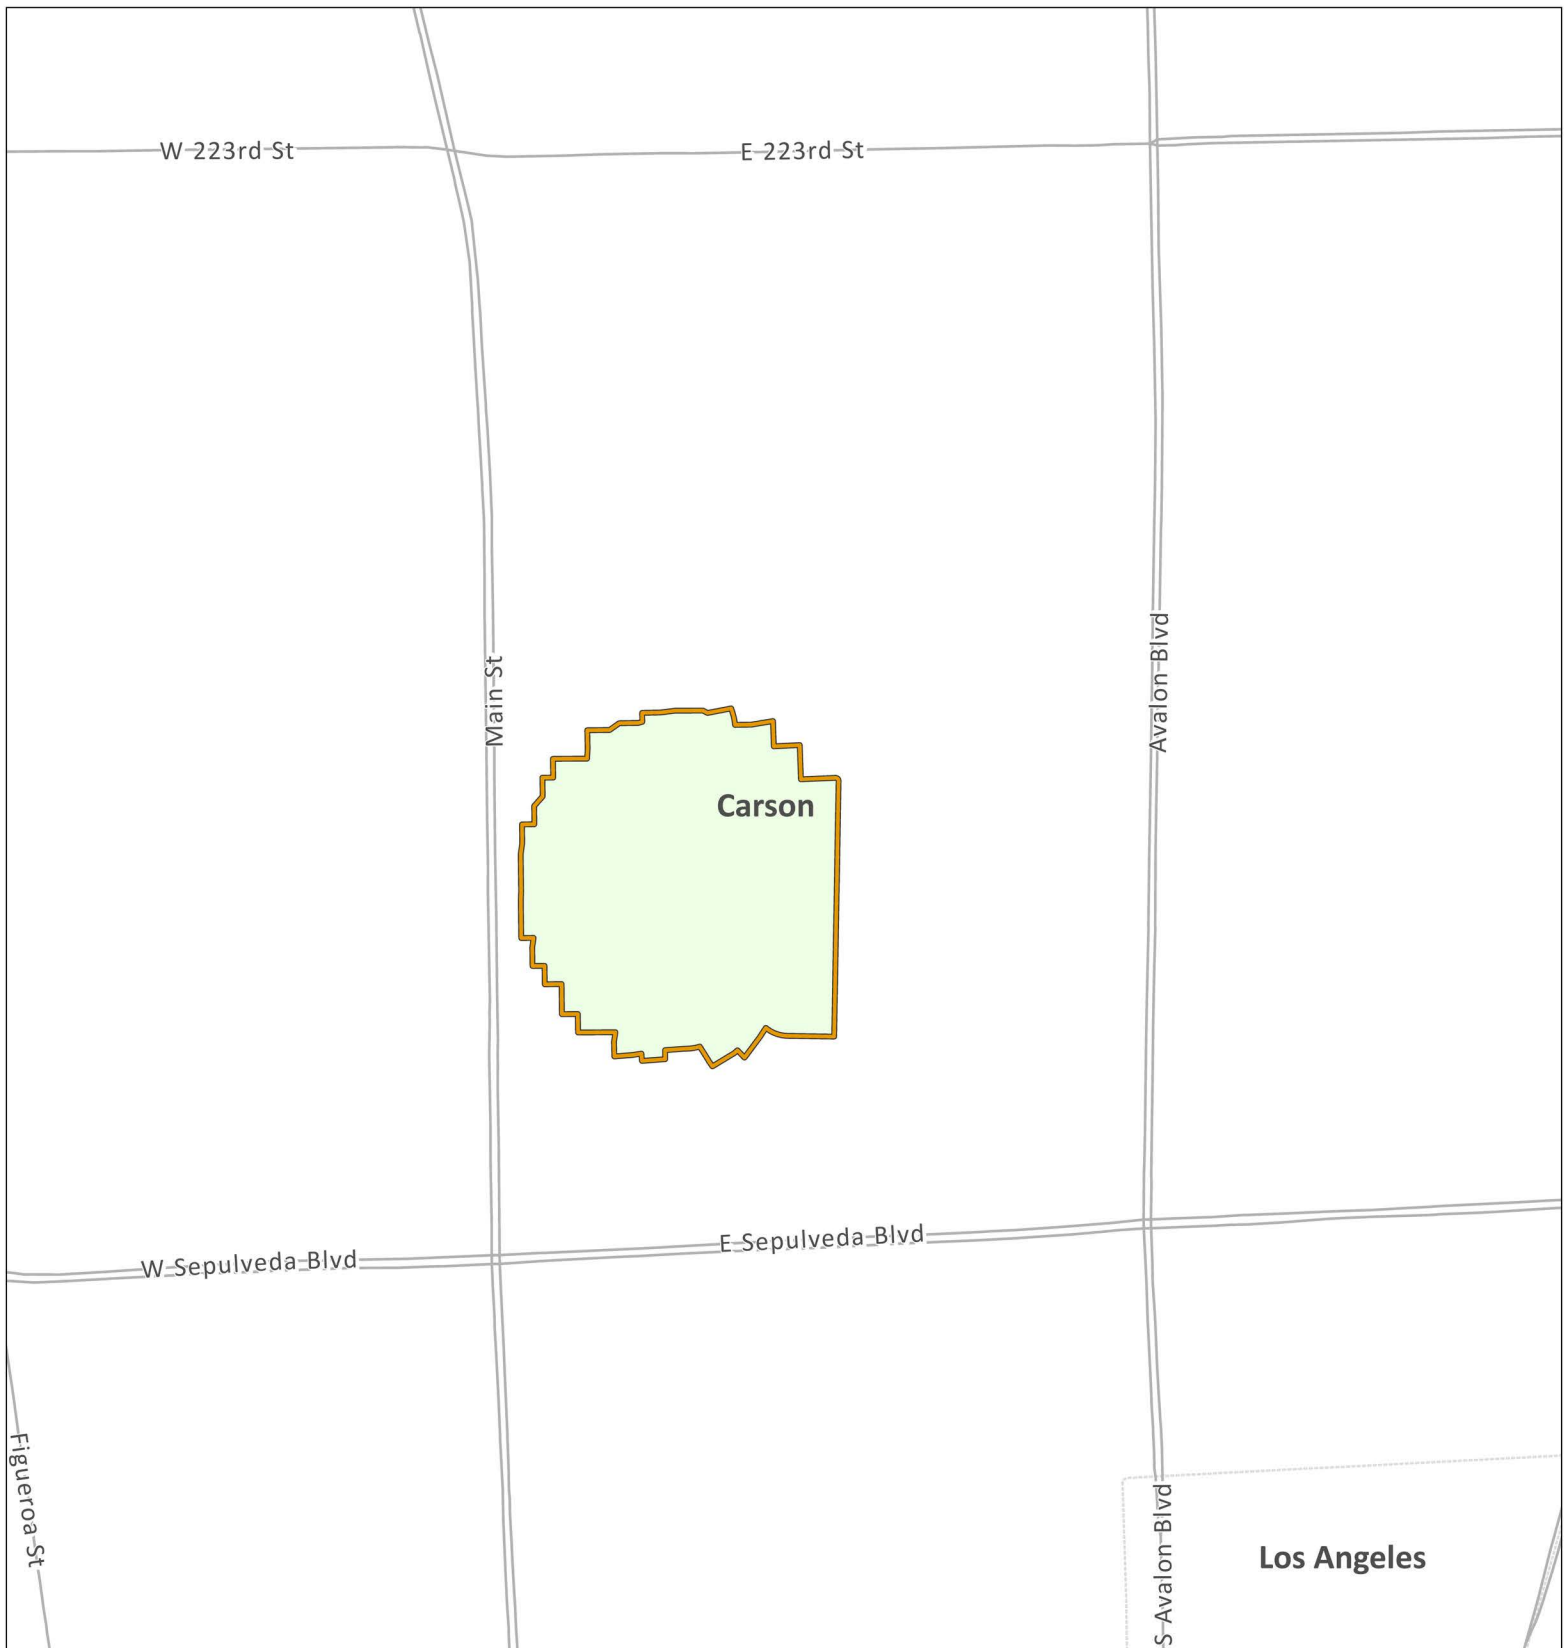 W 223rd St
E 223rd St
Main St
Avalon Blvd
Carson
E Sepulveda Blvd
W Sepulveda Blvd
Figueroa St
S Avalon Blvd
Los Angeles